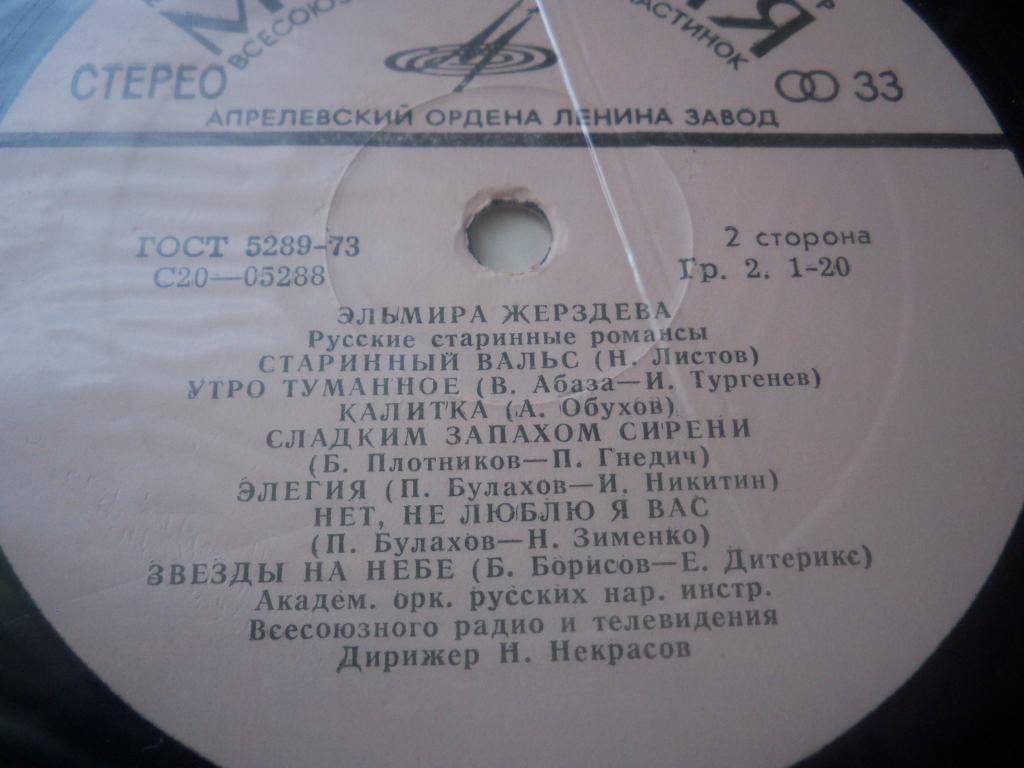 СТЕРЕО
33
АПРЕЛЕВСКИЙ ОРДЕНА ЛЕНИНА ЗАВОД
ГОСТ 5289-73
2 сторона
С20—05288
Гр. 2. 1-20
ЭЛЬМИРА ЖЕРЗДЕВА
Русские старинные романсы
СТАРИННЫЙ ВАЛЬС (Н. Листов)
УТРО ТУМАННОЕ (В. Абаза—И. Тургенев)
КАЛИТКА (А. Обухов)
СЛАДКИМ ЗАПАХОМ СИРЕНИ
(Б. Плотников—П. Гнедич)
ЭЛЕГИЯ (П. Булахов—И. Никитин)
НЕТ, НЕ ЛЮБЛЮ Я ВАС
(П. Булахов—Н. Зименко)
ЗВЕЗДЫ НА НЕБЕ (Б. Борисов—Е. Дитерикс)
Академ. орк. русских нар. инстр.
Всесоюзного радио и телевидения
Дирижер Н. Некрасов